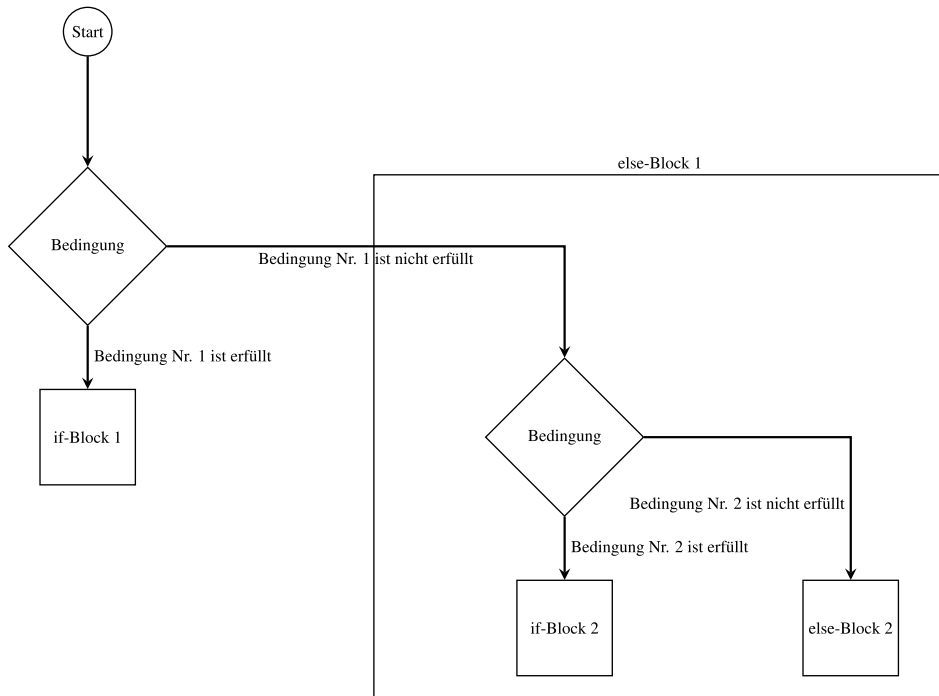 Start
else-Block 1
Bedingung
Bedingung Nr. 1 ist nicht erfüllt
Bedingung Nr. 1 ist erfüllt
if-Block 1
Bedingung
Bedingung Nr. 2 ist nicht erfüllt
Bedingung Nr. 2 ist erfüllt
if-Block 2
else-Block 2